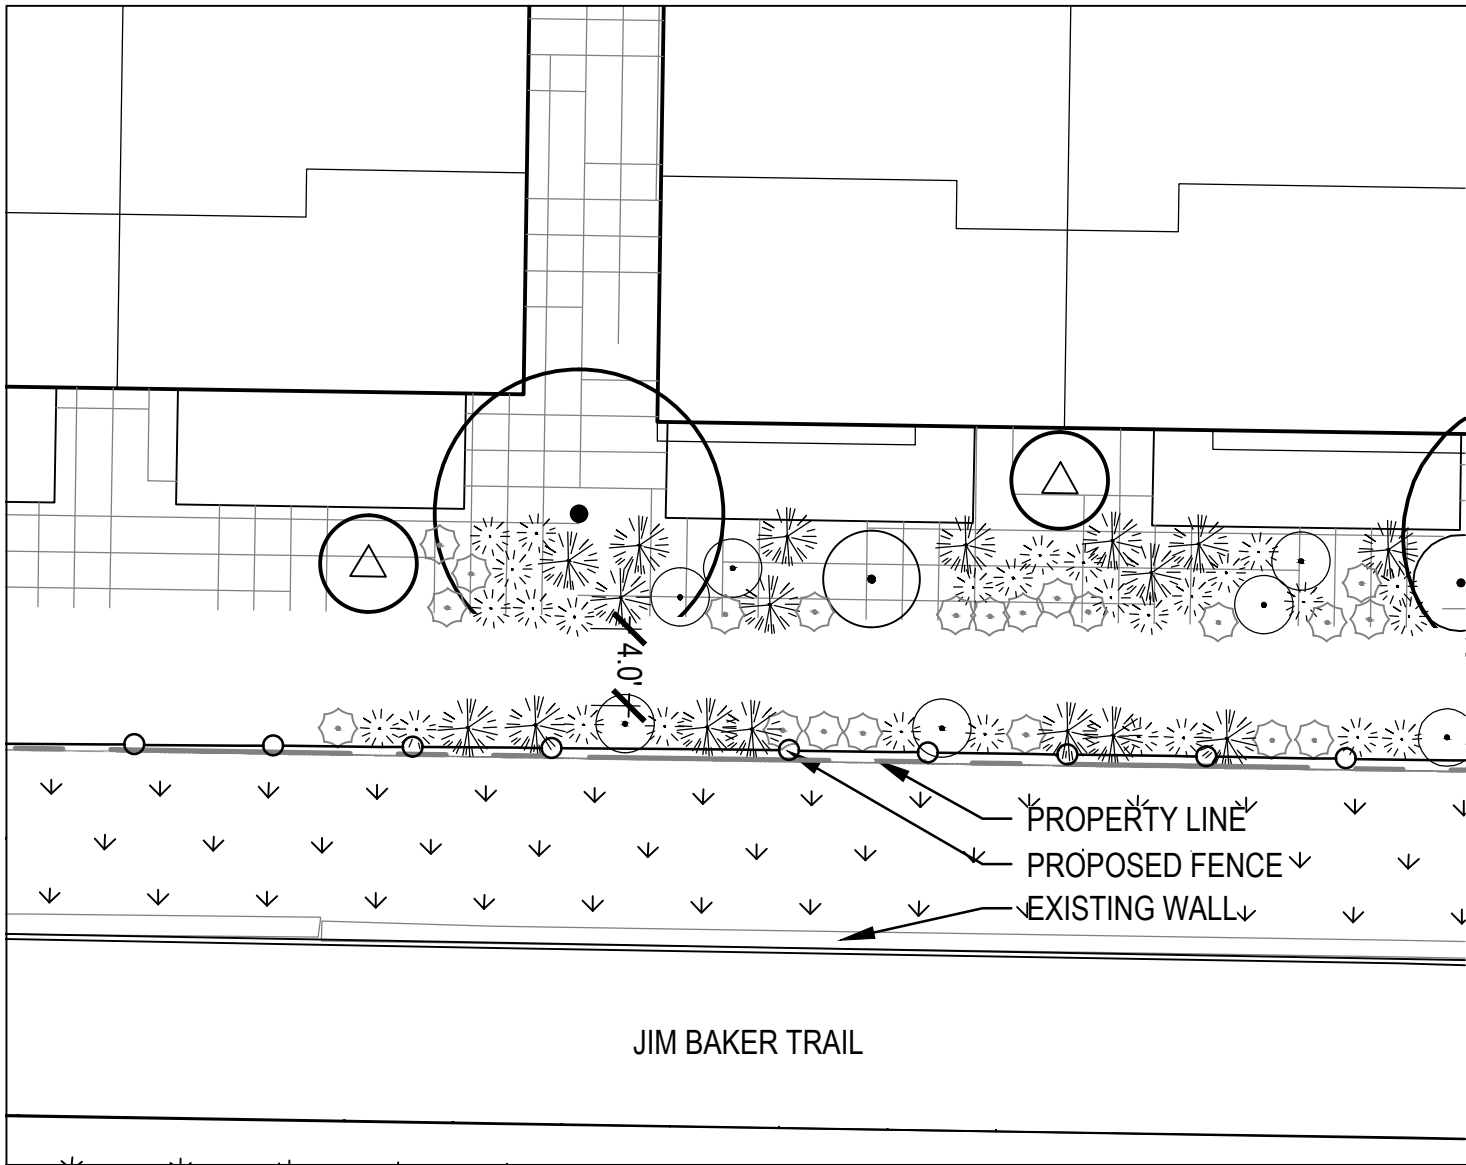 4.0'
PROPERTY LINE
PROPOSED FENCE
EXISTING WALL
JIM BAKER TRAIL